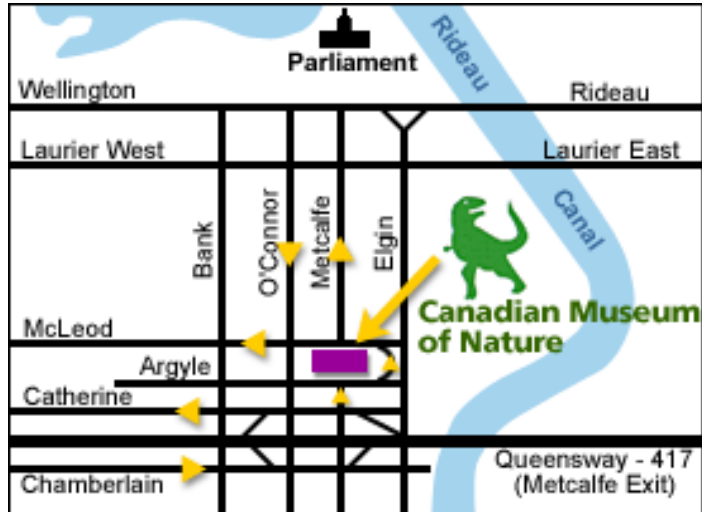 Parliament
Rideau
Wellington
Rideau
Laurier West
Laurier East
Bank
O'Connor
Metcalfe
Elgin
Canal
Canadian Museum
of Nature
McLeod
Argyle
Catherine
Queensway - 417
(Metcalfe Exit)
Chamberlain